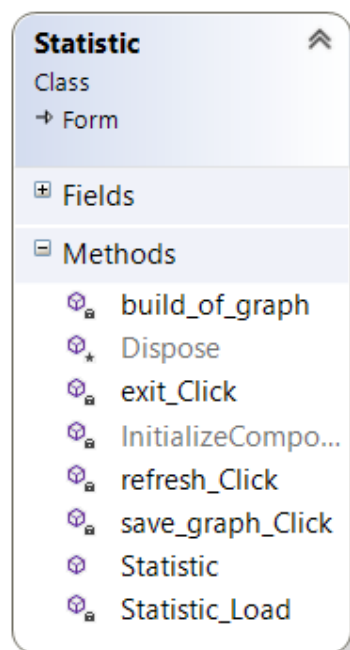 Statistic
Class
Form
Fields
Methods
build_of_graph
Dispose
exit_Click
InitializeCompo...
refresh_Click
save_graph_Click
Statistic
Statistic_Load